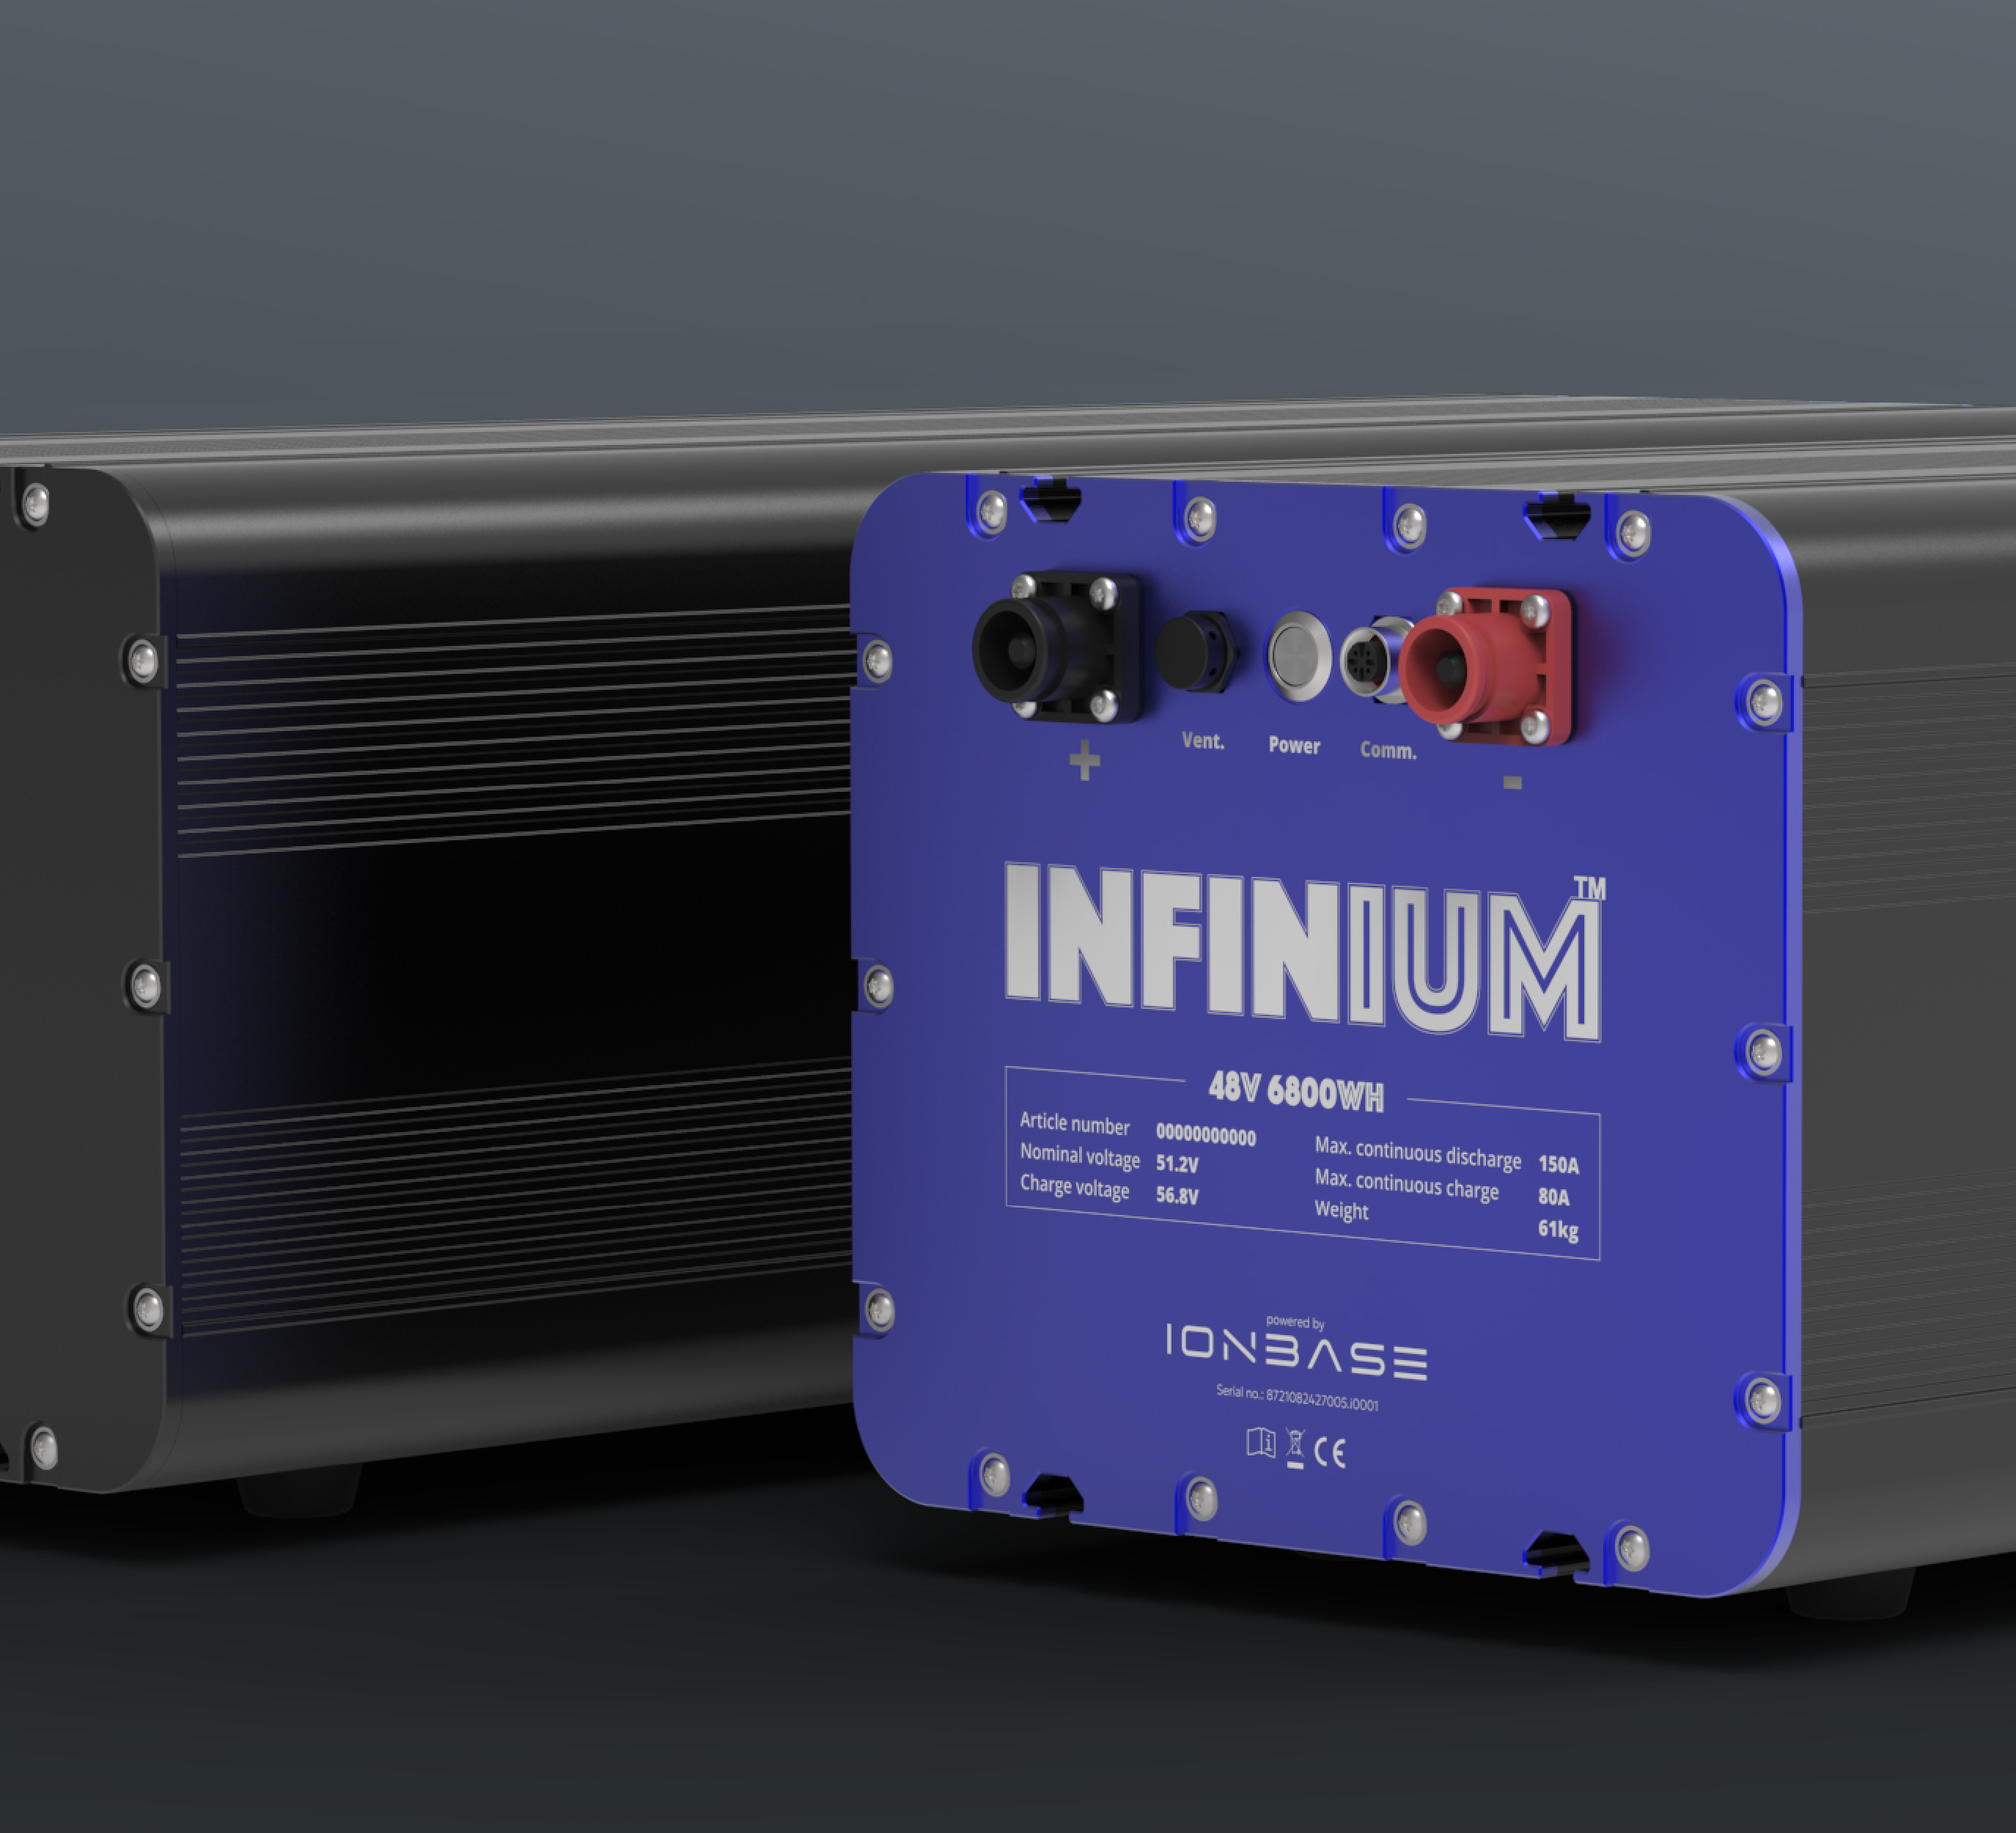 Vent. Power Comm.
+ -
INFINIUM™
48V 6800WH
Article number 00000000000
Nominal voltage 51.2V
Charge voltage 56.8V
Max. continuous discharge 150A
Max. continuous charge 80A
Weight 61kg
powered by
IONBASE
Serial no.: 8721082427005.i0001
i CE